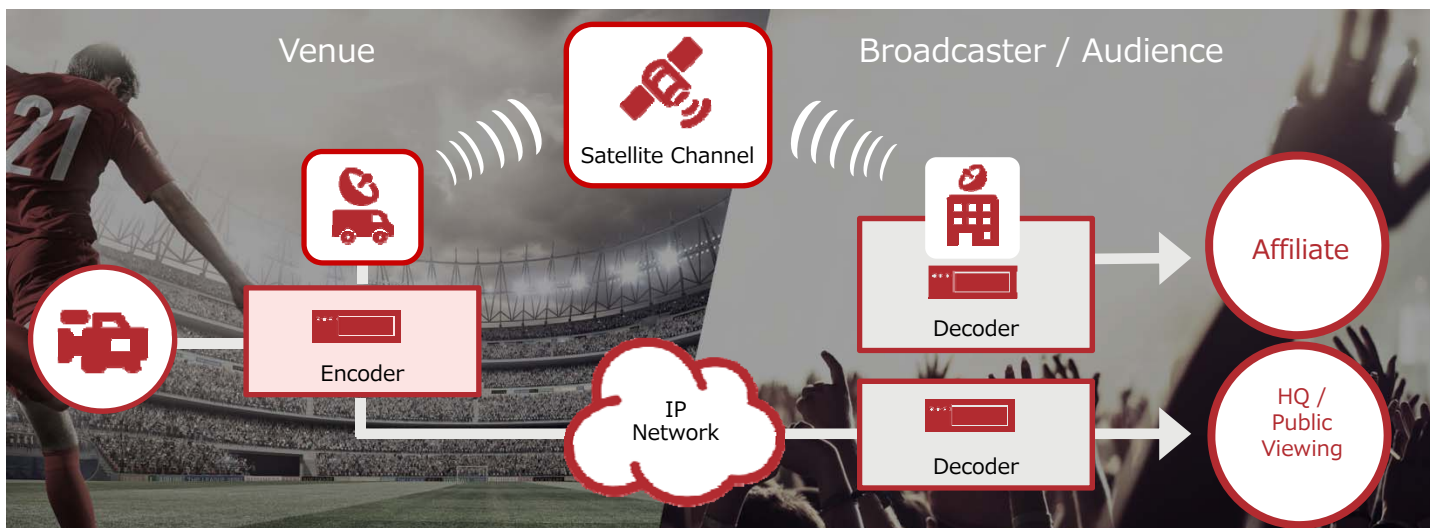 Venue
Broadcaster / Audience
Satellite Channel
21
Encoder
IP
Network
Decoder
Affiliate
Decoder
HQ /
Public
Viewing